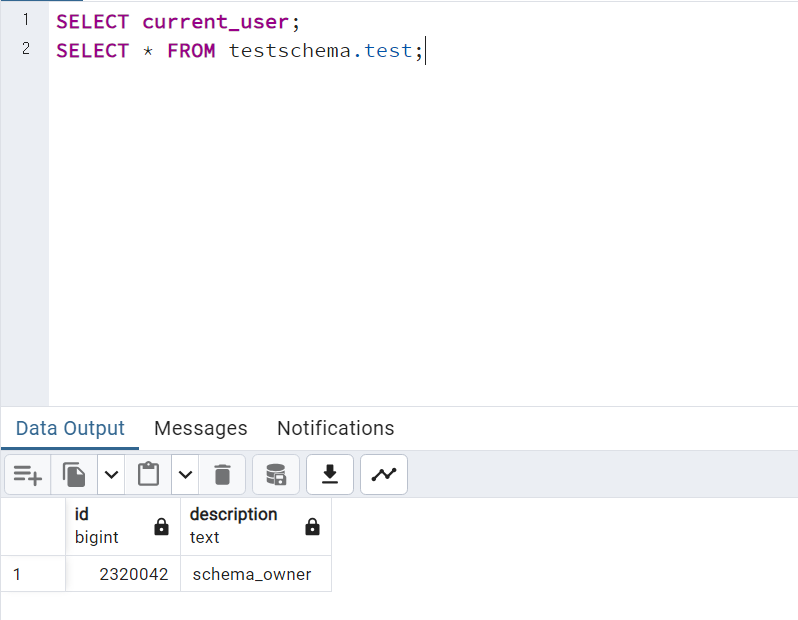 1 SELECT current_user;
2 SELECT * FROM testschema.test;
Data Output Messages Notifications
id description
bigint text
1 2320042 schema_owner